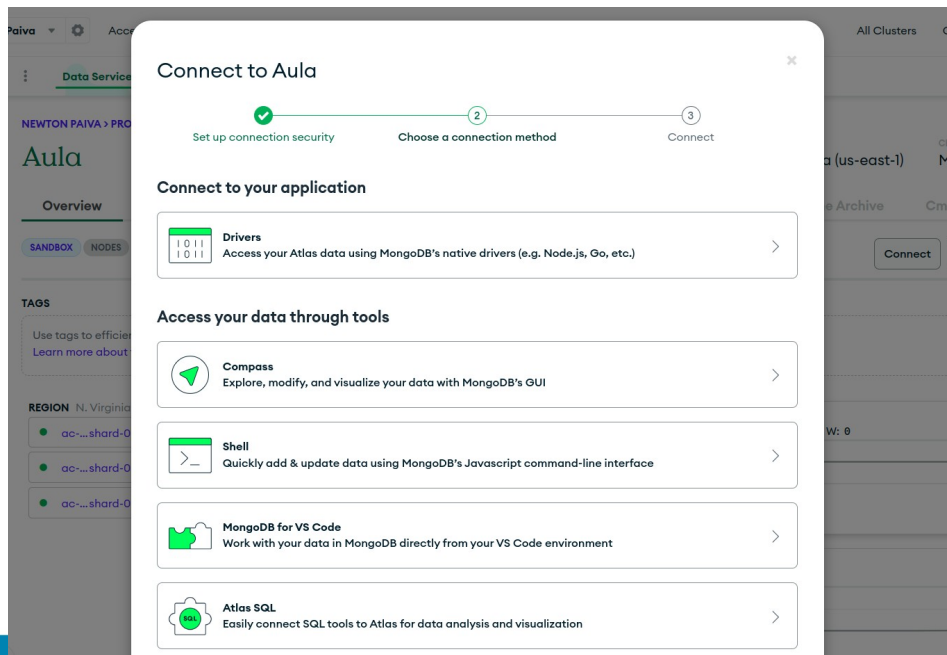 Paiva
Acce
All Clusters
Connect to Aula
Data Service
2
3
Set up connection security
Choose a connection method
Connect
NEWTON PAIVA > PRO
Aula
a (us-east-1)
Connect to your application
Overview
e Archive
Cm
Drivers
Access your Atlas data using MongoDB's native drivers (e.g. Node.js, Go, etc.)
1011
1011
SANDBOX
NODES
Connect
TAGS
Access your data through tools
Use tags to efficier
Learn more about
Compass
Explore, modify, and visualize your data with MongoDB's GUI
REGION N. Virginia
ac-...shard-0
W: 0
Shell
Quickly add & update data using MongoDB's Javascript command-line interface
>_
ac-...shard-0
ac-...shard-0
MongoDB for VS Code
Work with your data in MongoDB directly from your VS Code environment
Atlas SQL
Easily connect SQL tools to Atlas for data analysis and visualization
SQL